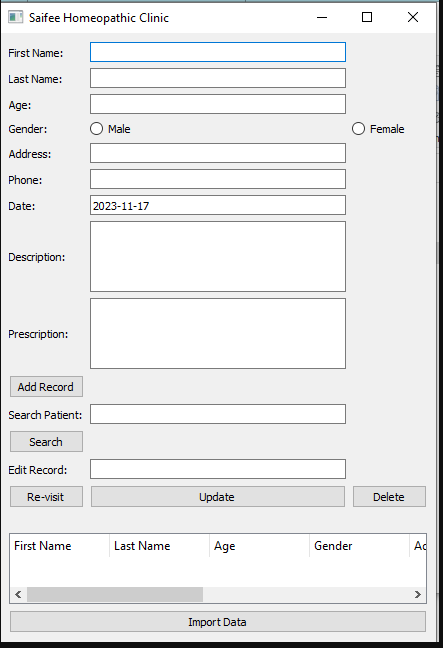 Saifee Homeopathic Clinic
First Name:
Last Name:
Age:
Gender: Male Female
Address:
Phone:
Date: 2023-11-17
Description:
Prescription:
Add Record
Search Patient:
Search
Edit Record:
Re-visit Update Delete
First Name Last Name Age Gender
Import Data